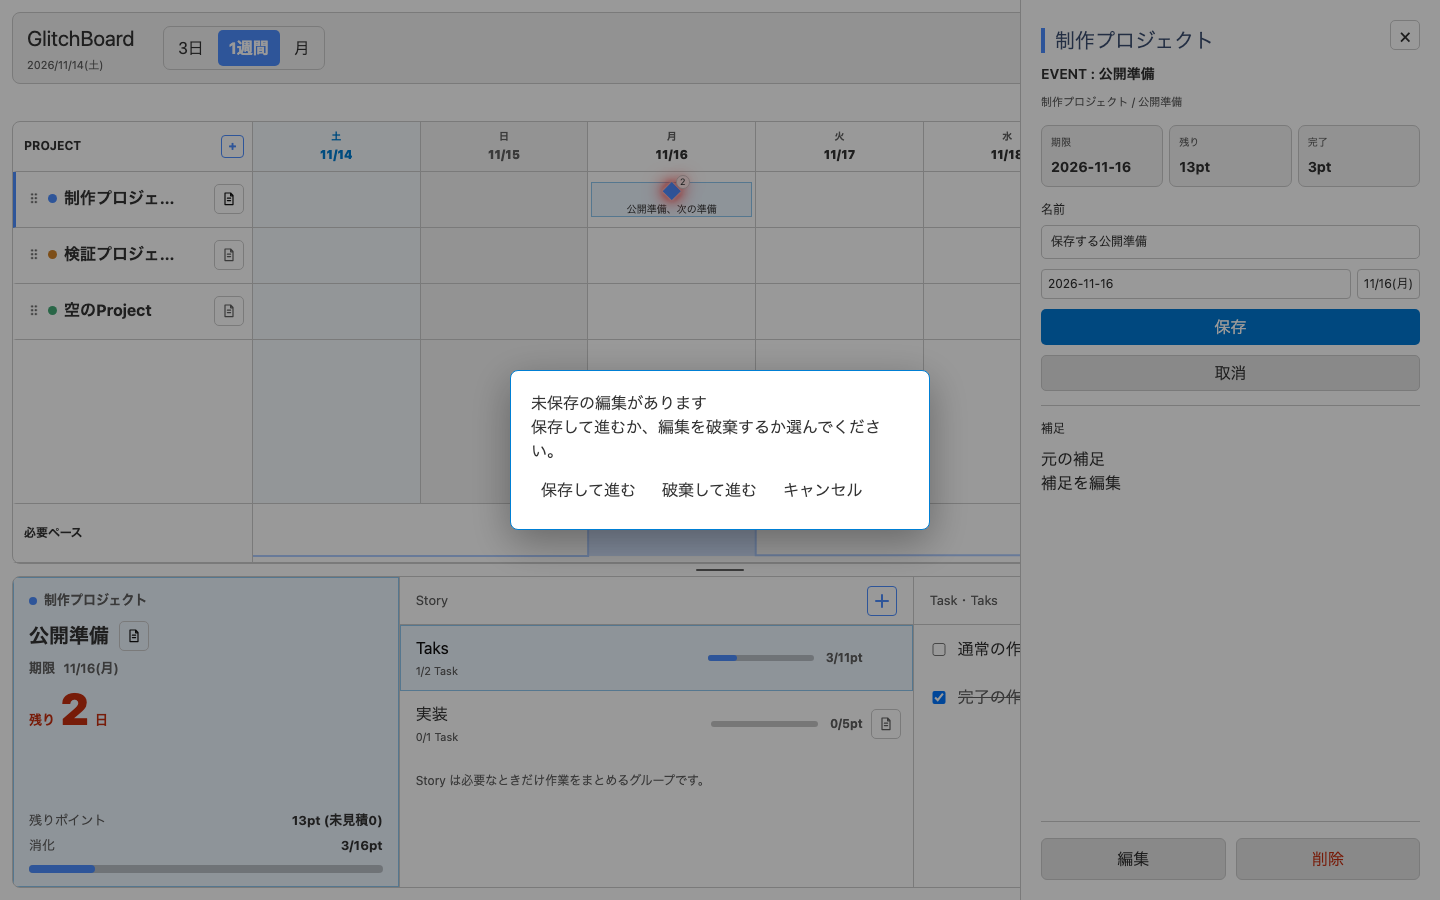 GlitchBoard
2026/11/14(土)
3日
1週間
月
PROJECT
+
土
11/14
日
11/15
月
11/16
火
11/17
水
11/18
制作プロジェ...
2
公開準備、次の準備
検証プロジェ...
空のProject
必要ペース
未保存の編集があります
保存して進むか、編集を破棄するか選んでくださ
い。
保存して進む
破棄して進む
キャンセル
制作プロジェクト
公開準備
期限 11/16(月)
残り 2 日
残りポイント
13pt (未見積0)
消化
3/16pt
Story
+
Taks
1/2 Task
3/11pt
実装
0/1 Task
0/5pt
Story は必要なときだけ作業をまとめるグループです。
Task・Taks
通常の作
完了の作
制作プロジェクト
×
EVENT : 公開準備
制作プロジェクト / 公開準備
期限
2026-11-16
残り
13pt
完了
3pt
名前
保存する公開準備
2026-11-16
11/16(月)
保存
取消
補足
元の補足
補足を編集
編集
削除